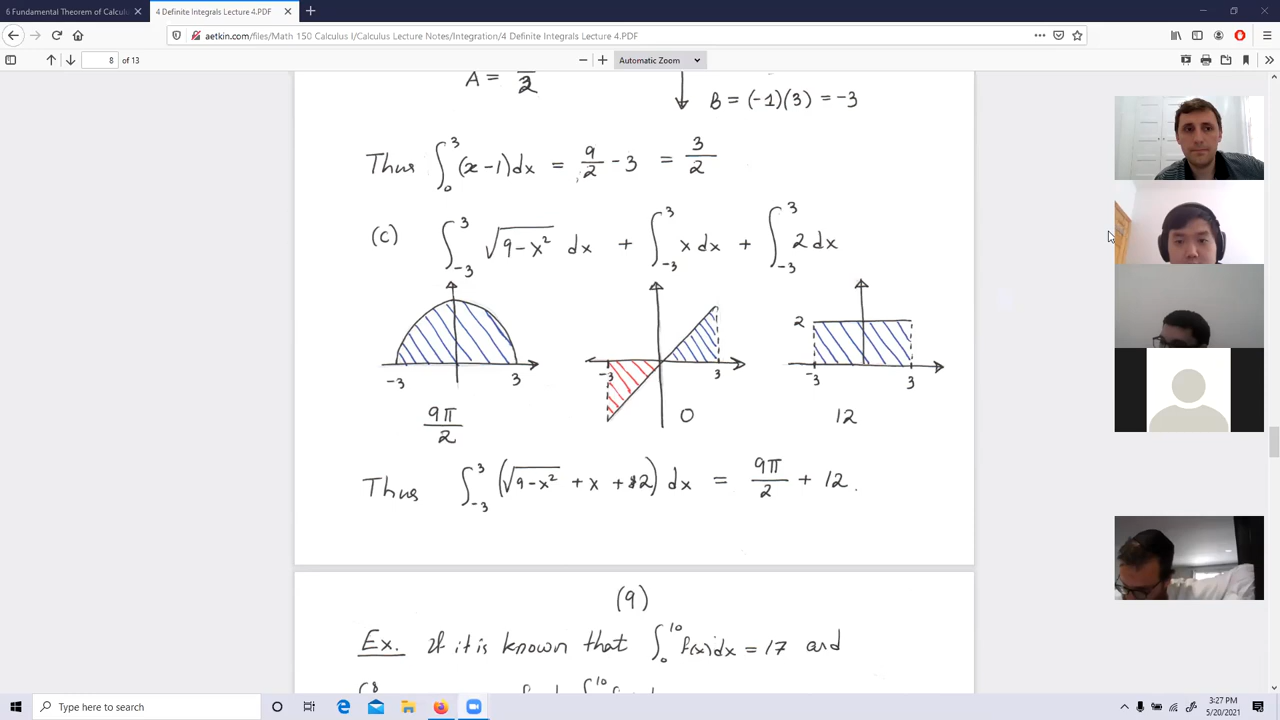 6 Fundamental Theorem of Calculu
4 Definite Integrals Lecture 4.PDF
aetkin.com/files/Math 150 Calculus I/Calculus Lecture Notes/Integration/4 Definite Integrals Lecture 4.PDF
8 of 13
Automatic Zoom
A = /2
B = (-1)(3) = -3
Thus ∫₀³ (x-1)dx = 9/2 - 3 = 3/2
(c) ∫₋₃³ √(9-x²) dx + ∫₋₃³ x dx + ∫₋₃³ 2 dx
2
-3 3 -3 3 -3 3
9π/2 0 12
Thus ∫₋₃³ (√(9-x²) + x + 2) dx = 9π/2 + 12.
(9)
Ex. If it is known that ∫₀¹⁰ f(x)dx = 17 and
Type here to search
3:27 PM
5/20/2021